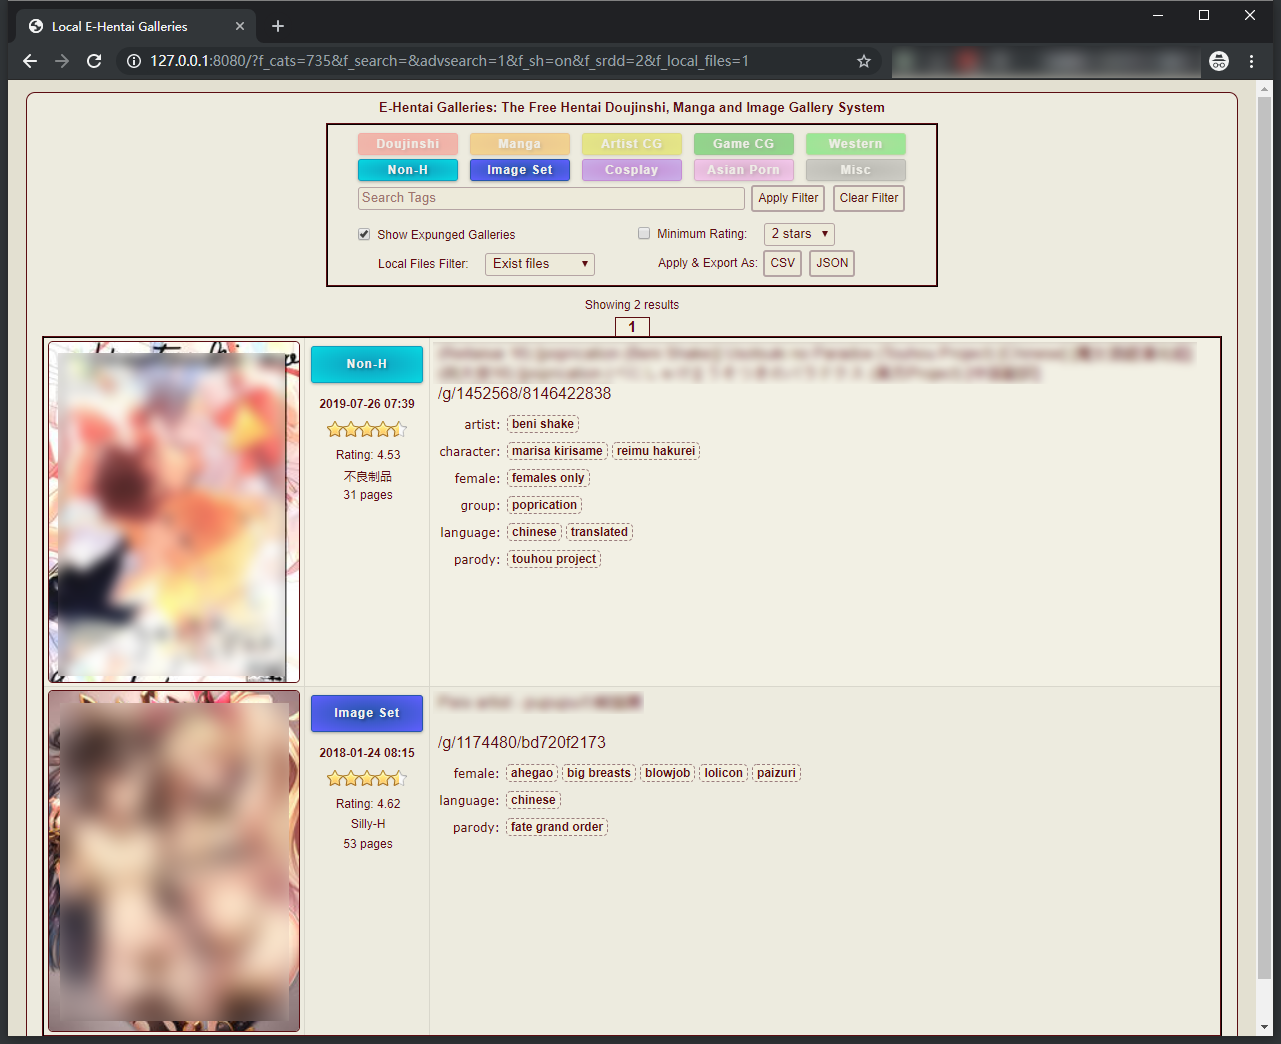 Local E-Hentai Galleries
127.0.0.1:8080/?f_cats=735&f_search=&advsearch=1&f_sh=on&f_srdd=2&f_local_files=1
E-Hentai Galleries: The Free Hentai Doujinshi, Manga and Image Gallery System
Doujinshi Manga Artist CG Game CG Western
Non-H Image Set Cosplay Asian Porn Misc
Search Tags Apply Filter Clear Filter
Show Expunged Galleries Minimum Rating: 2 stars
Local Files Filter: Exist files Apply & Export As: CSV JSON
Showing 2 results
1
Non-H
2019-07-26 07:39
Rating: 4.53
不良制品
31 pages
/g/1452568/8146422838
artist: beni shake
character: marisa kirisame reimu hakurei
female: females only
group: poprication
language: chinese translated
parody: touhou project
Image Set
2018-01-24 08:15
Rating: 4.62
Silly-H
53 pages
/g/1174480/bd720f2173
female: ahegao big breasts blowjob lolicon paizuri
language: chinese
parody: fate grand order